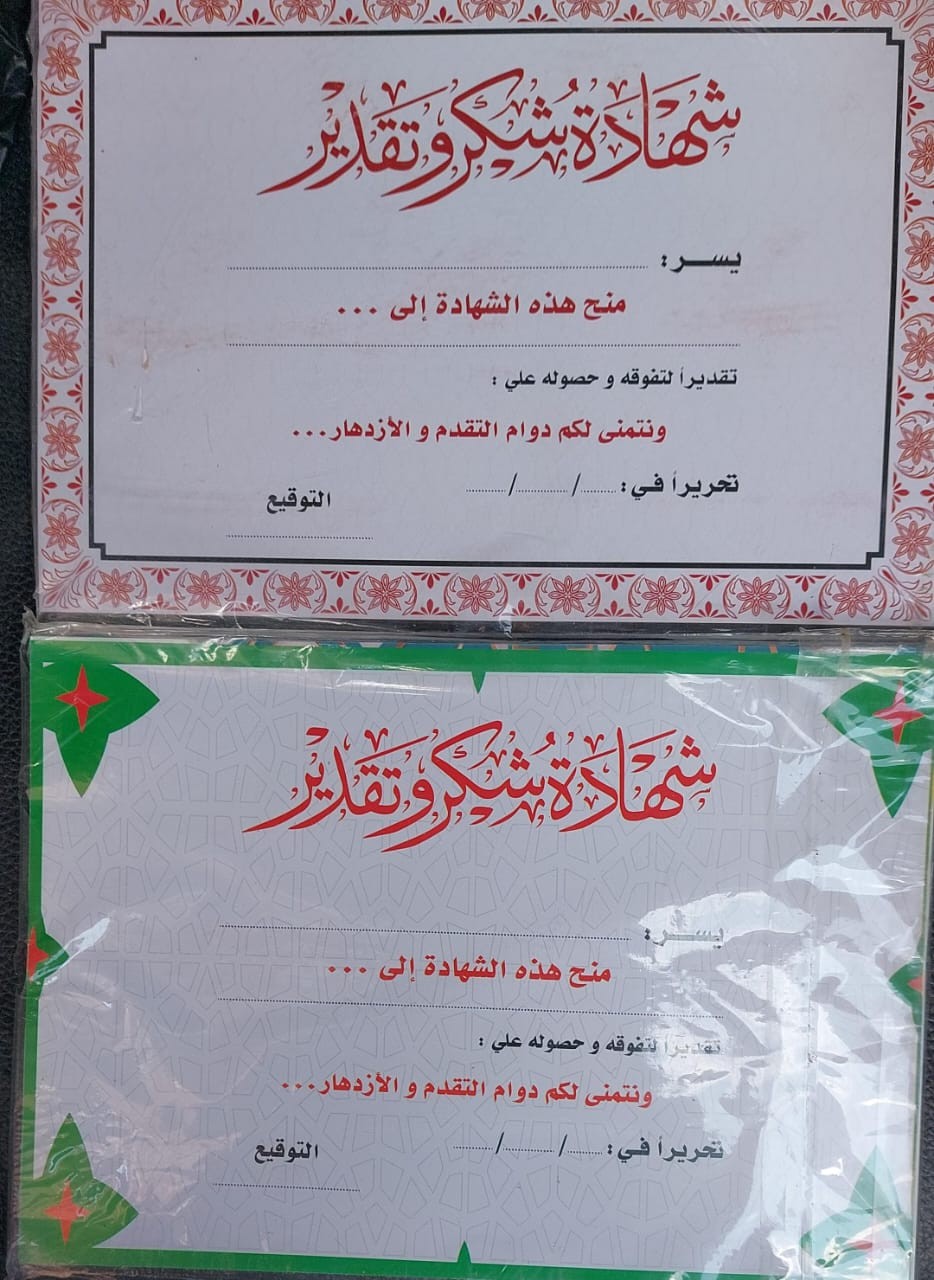 شهادة شكر وتقدير
يســـر : ........................
منح هذه الشهادة إلى ...
........................
تقديراً لتفوقه و حصوله علي :
ونتمنى لكم دوام التقدم و الأزدهار...
تحريراً في : ......../......../........
التوقيع
........................
شهادة شكر وتقدير
يســـر : ........................
منح هذه الشهادة إلى ...
........................
تقديراً لتفوقه و حصوله علي :
ونتمنى لكم دوام التقدم و الأزدهار...
تحريراً في : ......../......../........
التوقيع
........................